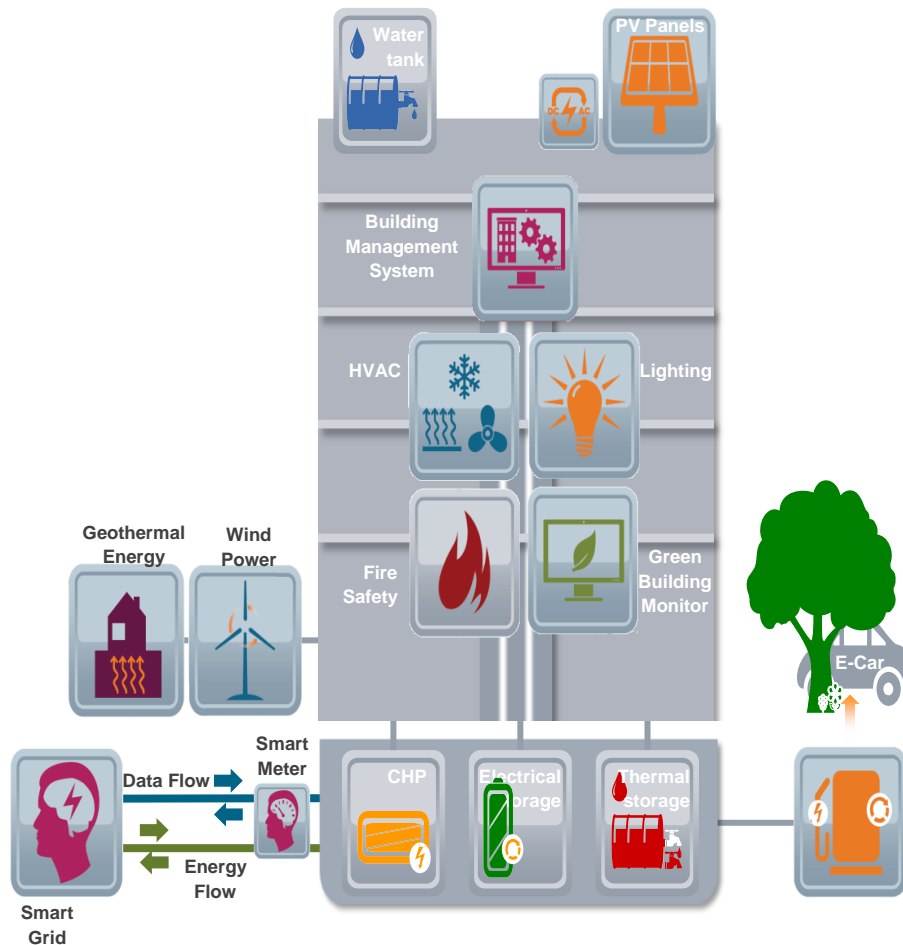 Water
tank
PV Panels
DC AC
Building
Management
System
HVAC
Lighting
Geothermal
Energy
Wind
Power
Fire
Safety
Green
Building
Monitor
E-Car
Smart
Meter
Data Flow
CHP
Electrical
orage
Thermal
storage
Energy
Flow
Smart
Grid